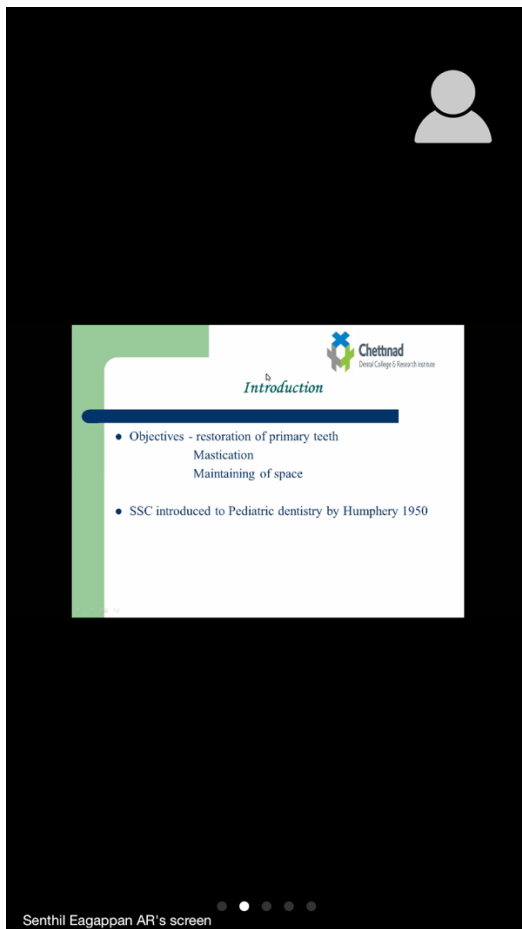 Chettnad
Dental College & Research Institute
Introduction
Objectives - restoration of primary teeth
Mastication
Maintaining of space
SSC introduced to Pediatric dentistry by Humphery 1950
Senthil Eagappan AR's screen